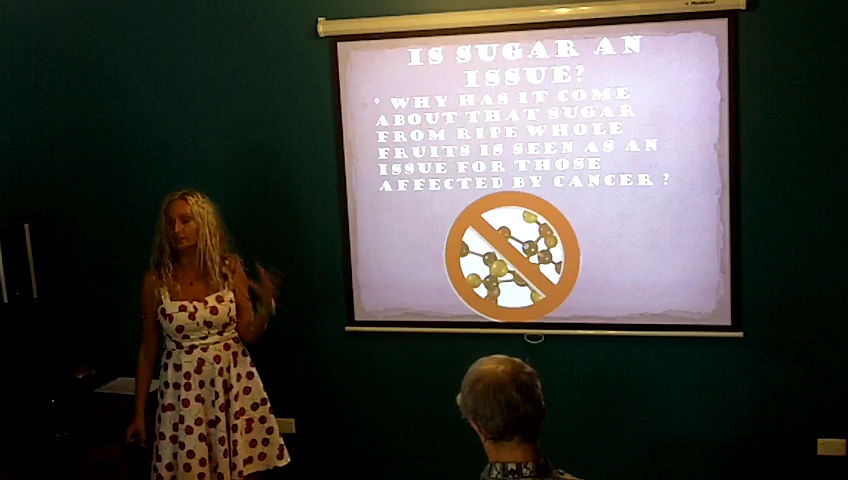 IS SUGAR AN
ISSUE?
WHY HAS IT COME
ABOUT THAT SUGAR
FROM RIPE WHOLE
FRUITS IS SEEN AS AN
ISSUE FOR THOSE
AFFECTED BY CANCER ?